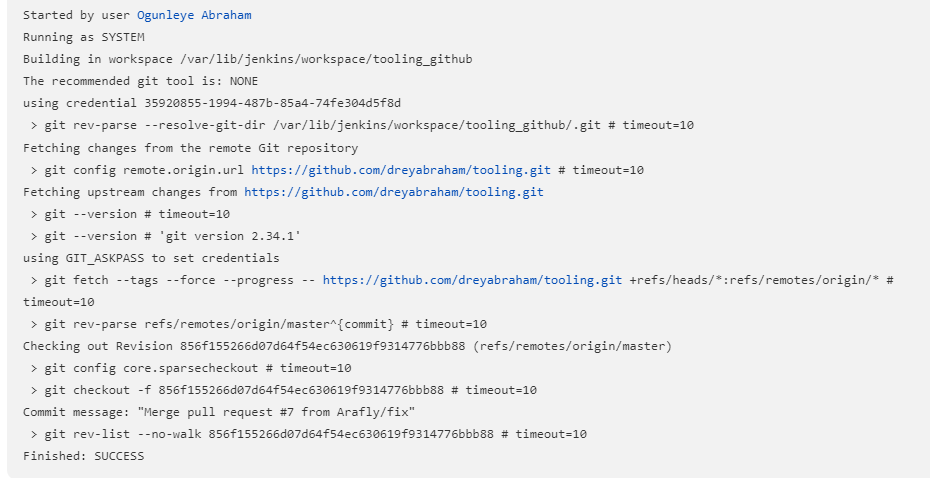 Started by user Ogunleye Abraham
Running as SYSTEM
Building in workspace /var/lib/jenkins/workspace/tooling_github
The recommended git tool is: NONE
using credential 35920855-1994-487b-85a4-74fe304d5f8d
> git rev-parse --resolve-git-dir /var/lib/jenkins/workspace/tooling_github/.git # timeout=10
Fetching changes from the remote Git repository
> git config remote.origin.url https://github.com/dreyabraham/tooling.git # timeout=10
Fetching upstream changes from https://github.com/dreyabraham/tooling.git
> git --version # timeout=10
> git --version # 'git version 2.34.1'
using GIT_ASKPASS to set credentials
> git fetch --tags --force --progress -- https://github.com/dreyabraham/tooling.git +refs/heads/*:refs/remotes/origin/* #
timeout=10
> git rev-parse refs/remotes/origin/master^{commit} # timeout=10
Checking out Revision 856f155266d07d64f54ec630619f9314776bbb88 (refs/remotes/origin/master)
> git config core.sparsecheckout # timeout=10
> git checkout -f 856f155266d07d64f54ec630619f9314776bbb88 # timeout=10
Commit message: "Merge pull request #7 from Arafly/fix"
> git rev-list --no-walk 856f155266d07d64f54ec630619f9314776bbb88 # timeout=10
Finished: SUCCESS